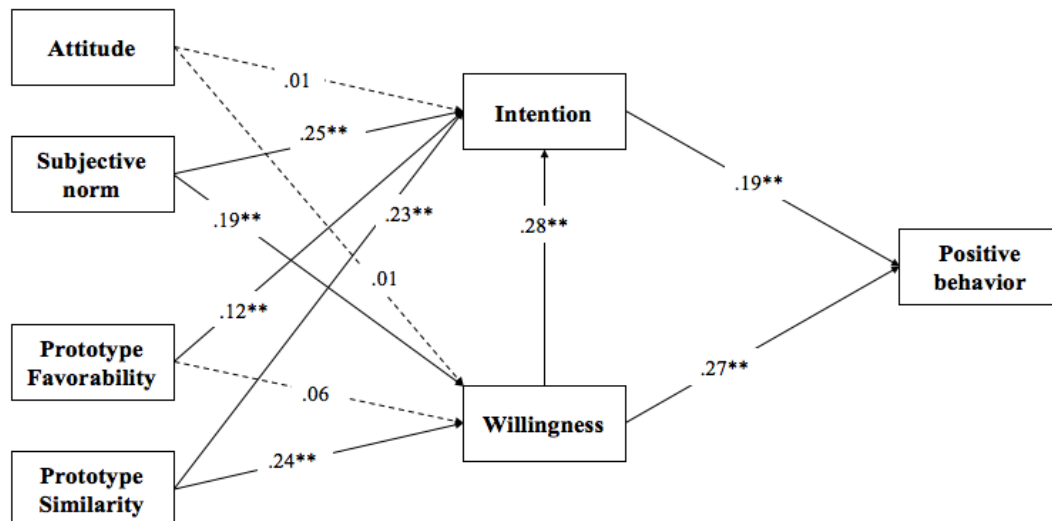 Attitude
.01
Intention
.25**
Subjective
norm
.19**
.23**
.19**
.28**
Positive
behavior
.01
.12**
Prototype
Favorability
.06
.27**
Willingness
.24**
Prototype
Similarity